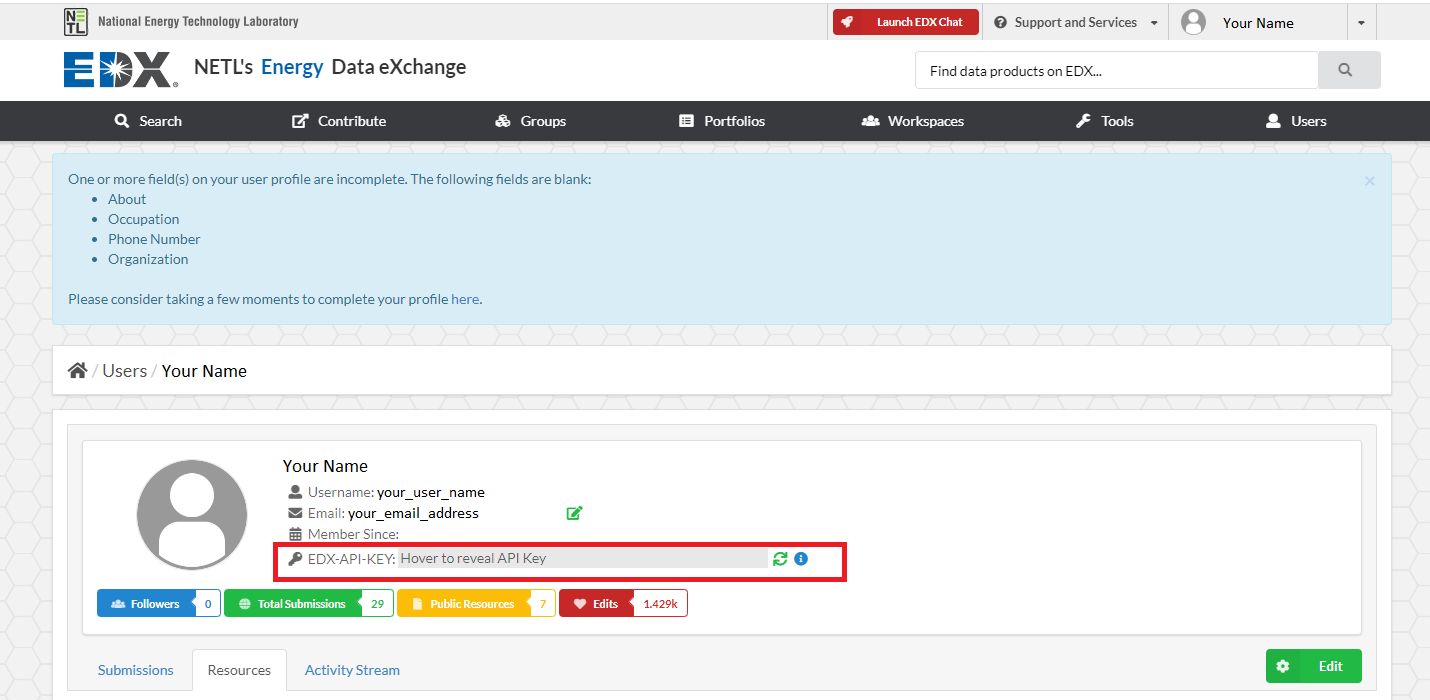 NETL National Energy Technology Laboratory
Launch EDX Chat
Support and Services
Your Name
EDX® NETL's Energy Data eXchange
Find data products on EDX...
Search
Contribute
Groups
Portfolios
Workspaces
Tools
Users
One or more field(s) on your user profile are incomplete. The following fields are blank:
• About
• Occupation
• Phone Number
• Organization
Please consider taking a few moments to complete your profile here.
×
/ Users / Your Name
Your Name
Username: your_user_name
Email: your_email_address
Member Since:
EDX-API-KEY: Hover to reveal API Key
Followers 0
Total Submissions 29
Public Resources 7
Edits 1.429k
Submissions
Resources
Activity Stream
Edit